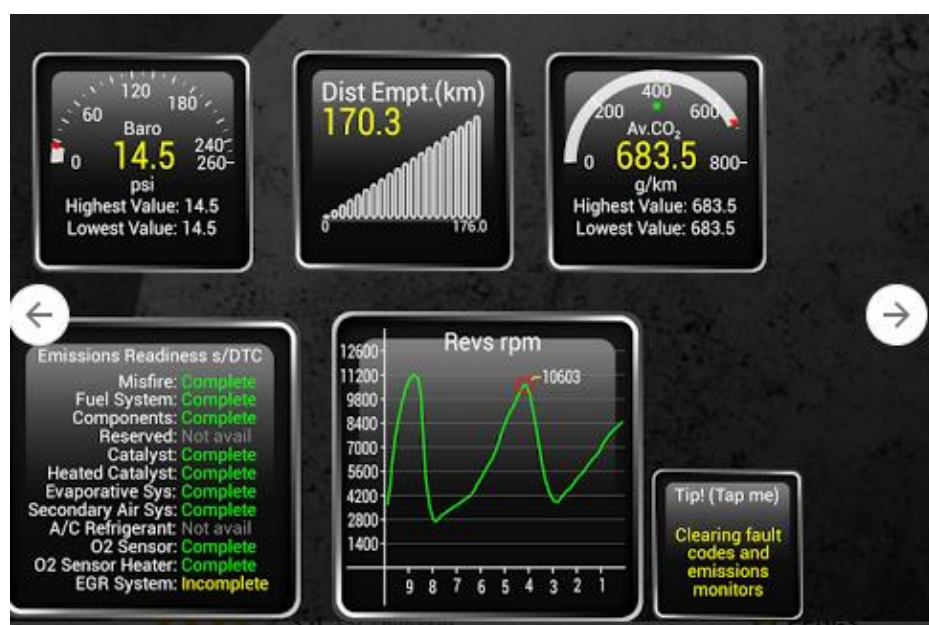 120
60
180
Baro
0
14.5
240
260
psi
Highest Value: 14.5
Lowest Value: 14.5
Dist Empt.(km)
170.3
0
176.0
400
200
600
Av.CO₂
0
683.5
800
g/km
Highest Value: 683.5
Lowest Value: 683.5
Emissions Readiness s/DTC
Misfire: Complete
Fuel System: Complete
Components: Complete
Reserved: Not avail
Catalyst: Complete
Heated Catalyst: Complete
Evaporative Sys: Complete
Secondary Air Sys: Complete
A/C Refrigerant: Not avail
O2 Sensor: Complete
O2 Sensor Heater: Complete
EGR System: Incomplete
Revs rpm
12600
11200
10603
9800
8400
7000
5600
4200
2800
1400
9 8 7 6 5 4 3 2 1
Tip! (Tap me)
Clearing fault
codes and
emissions
monitors